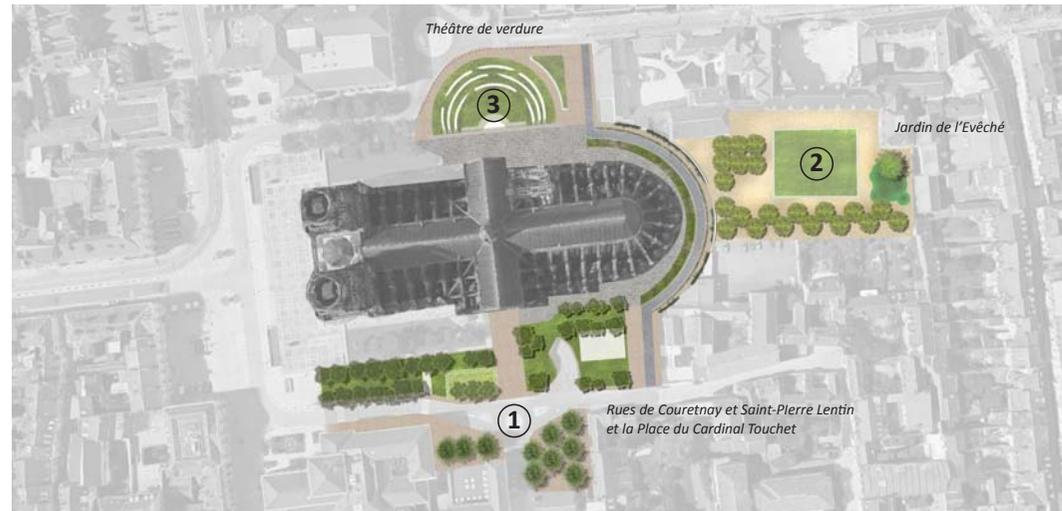 Théâtre de verdure
3
Jardin de l'Evêché
2
1
Rues de Couretnay et Saint-PIerre Lentin
et la Place du Cardinal Touchet